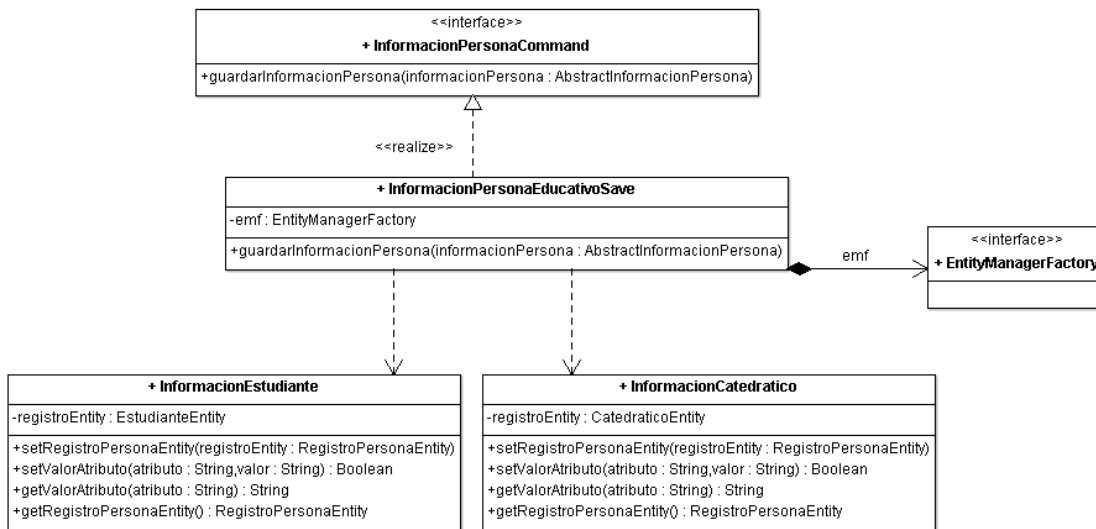 <<interface>>
+ InformacionPersonaCommand
+guardarInformacionPersona(informacionPersona : AbstractInformacionPersona)
<<realize>>
+ InformacionPersonaEducativoSave
-emf : EntityManagerFactory
+guardarInformacionPersona(informacionPersona : AbstractInformacionPersona)
emf
<<interface>>
+ EntityManagerFactory
+ InformacionEstudiante
-registroEntity : EstudianteEntity
+setRegistroPersonaEntity(registroEntity : RegistroPersonaEntity)
+setValorAtributo(atributo : String,valor : String) : Boolean
+getValorAtributo(atributo : String) : String
+getRegistroPersonaEntity() : RegistroPersonaEntity
+ InformacionCatedratico
-registroEntity : CatedraticoEntity
+setRegistroPersonaEntity(registroEntity : RegistroPersonaEntity)
+setValorAtributo(atributo : String,valor : String) : Boolean
+getValorAtributo(atributo : String) : String
+getRegistroPersonaEntity() : RegistroPersonaEntity